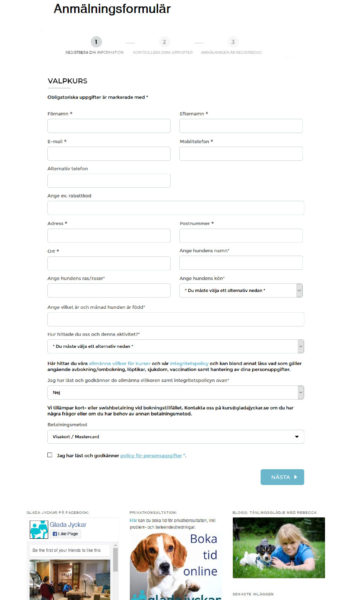 Anmälningsformulär
1
2
3
REGISTRERA DIN INFORMATION
KONTROLLERA DINA UPPGIFTER
VALPKURS
Obligatoriska uppgifter är markerade med *
Förnamn *
Efternamn *
E-mail *
Mobiltelefon *
Alternativ telefon
Ange ev. rabattkod
Adress *
Postnummer *
Ort *
Ange hundens namn*
Ange hundens ras/raser*
Ange hundens kön*
* Du måste välja ett alternativ nedan *
Ange vilket år och månad hunden är född*
Hur hittade du oss och denna aktivitet?*
* Du måste välja ett alternativ nedan *
Här hittar du våra allmänna villkor för kurser och vår integritetspolicy och kan bland annat läsa vad som gäller
angående avbokning/ombokning, löptikar, sjukdom, vaccination samt hantering av dina personuppgifter.
Jag har läst och godkänner de allmänna villkoren samt integritetspolicyn ovan*
Nej
Vi tillämpar kort- eller swishbetalning vid bokningstillfället. Kontakta oss på kurs@gladajyckar.se om du har
några frågor eller om du har behov av annan betalningsmetod.
Betalningsmetod
Visakort / Mastercard
Jag har läst och godkänner policy för personuppgifter *.
NÄSTA
GLADA JYCKAR PÅ FACEBOOK!
Glada Jyckar
Like Page
Be the first of your friends to like this
PRIVATKONSULTATION:
Här kan du boka tid för privatkonsultation, vid
problem- och beteendeutredningar.
Boka
tid
online
gladajyckar
BLOGG: TÄVLINGSGLÄDJE MED REBECCA
SENASTE INLÄGGEN